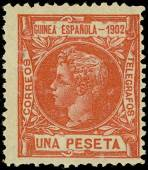 GUINEA ESPAÑOLA-1902
CORREOS
TELEGRAFOS
UNA PESETA